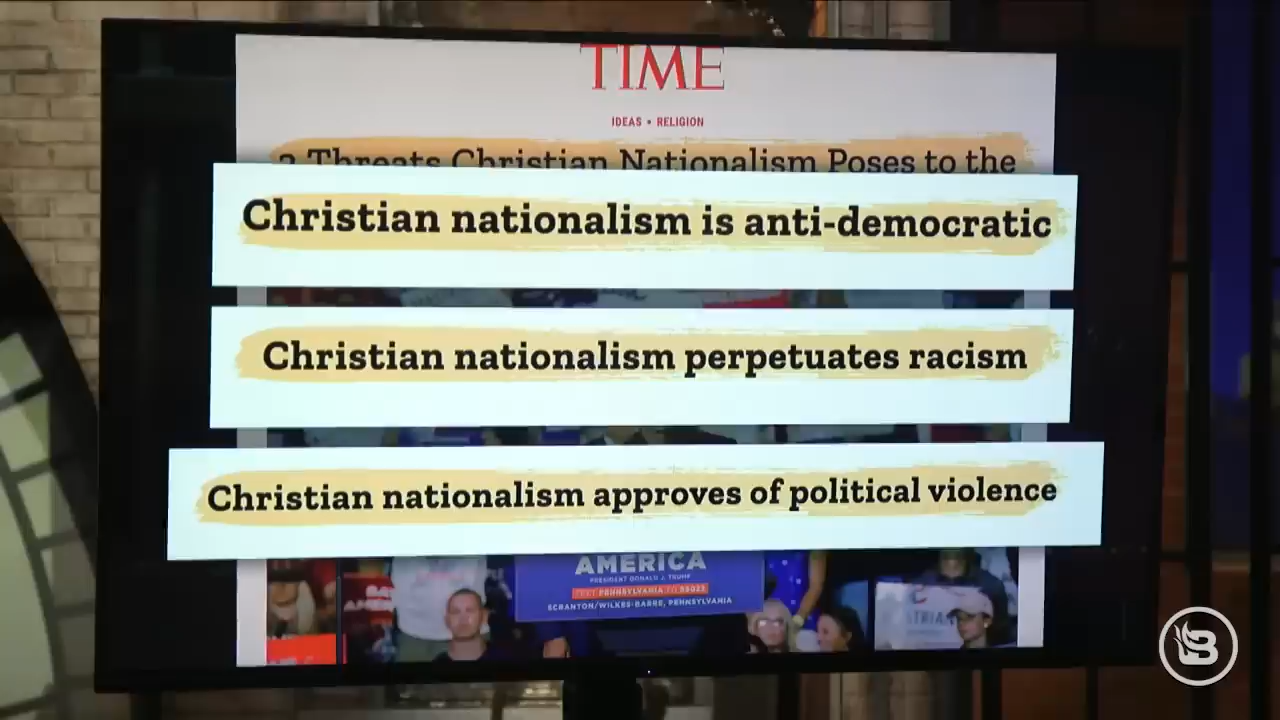 TIME
IDEAS • RELIGION
3 Threats Christian Nationalism Poses to the
Christian nationalism is anti-democratic
Christian nationalism perpetuates racism
Christian nationalism approves of political violence
AMERICA
PRESIDENT DONALD J. TRUMP
PENNSYLVANIA
SCRANTON/WILKES-BARRE, PENNSYLVANIA